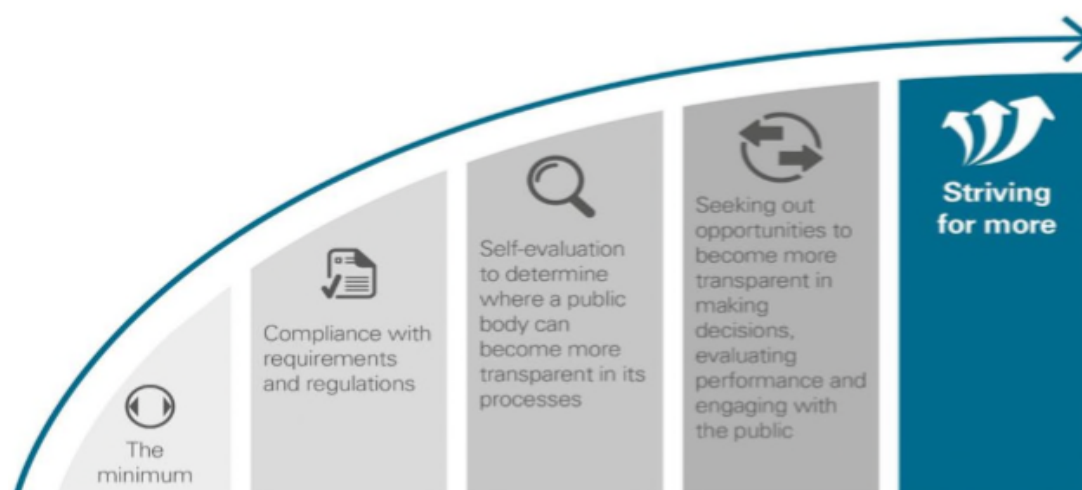 The
minimum
Compliance with
requirements
and regulations
Self-evaluation
to determine
where a public
body can
become more
transparent in its
processes
Seeking out
opportunities to
become more
transparent in
making
decisions,
evaluating
performance and
engaging with
the public
Striving
for more